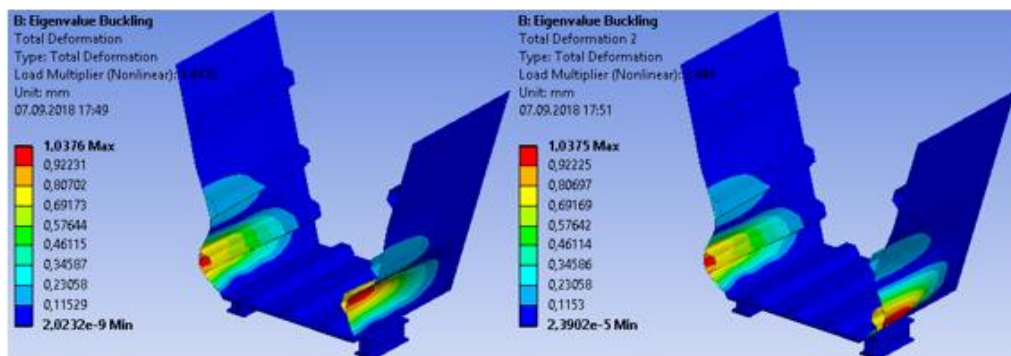 B: Eigenvalue Buckling
Total Deformation
Type: Total Deformation
Load Multiplier (Nonlinear):
Unit: mm
07.09.2018 17:49
1,0376 Max
0,92231
0,80702
0,69173
0,57644
0,46115
0,34587
0,23058
0,11529
2,0232e-9 Min
B: Eigenvalue Buckling
Total Deformation 2
Type: Total Deformation
Load Multiplier (Nonlinear):
Unit: mm
07.09.2018 17:51
1,0375 Max
0,92225
0,80697
0,69169
0,57642
0,46114
0,34586
0,23058
0,1153
2,3902e-5 Min